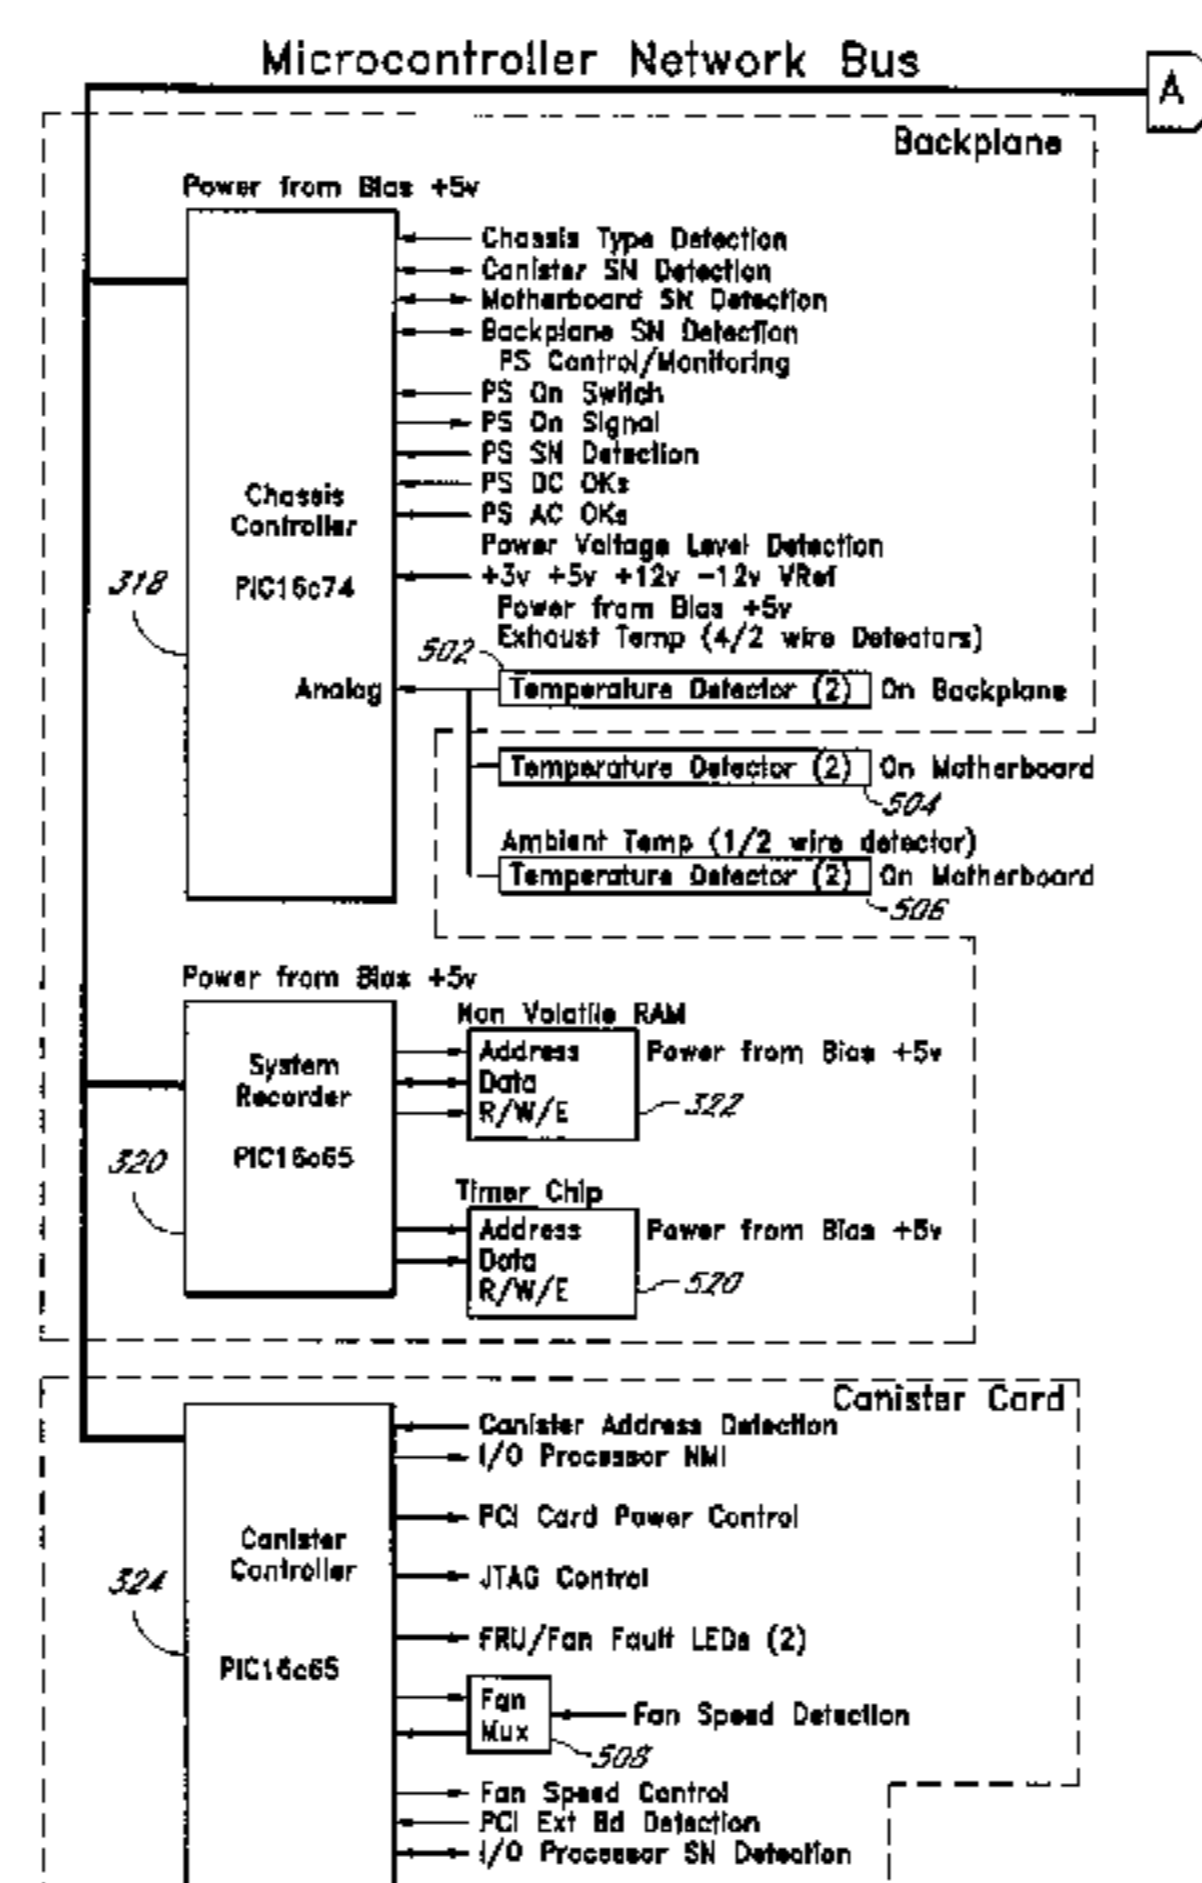 Microcontroller Network Bus
A
Backplane
Power from Bias +5v
Chassis Type Detection
Canister SN Detection
Motherboard SN Detection
Backplane SN Detection
PS Control/Monitoring
PS On Switch
PS On Signal
PS SN Detection
PS DC OKs
PS AC OKs
Chassis
Controller
PIC16c74
318
Power Voltage Level Detection
+3v +5v +12v -12v VRef
Power from Bias +5v
Exhaust Temp (4/2 wire Detectors)
502
Analog
Temperature Detector (2) On Backplane
Temperature Detector (2) On Motherboard
504
Ambient Temp (1/2 wire detector)
Temperature Detector (2) On Motherboard
506
Power from Bias +5v
System
Recorder
PIC16c65
320
Non Volatile RAM
Address
Data
R/W/E
Power from Bias +5v
322
Timer Chip
Address
Data
R/W/E
Power from Bias +5v
520
Canister Card
Canister
Controller
PIC16c65
324
Canister Address Detection
I/O Processor NMI
PCI Card Power Control
JTAG Control
FRU/Fan Fault LEDs (2)
Fan
Mux
Fan Speed Detection
508
Fan Speed Control
PCI Ext Bd Detection
I/O Processor SN Detection